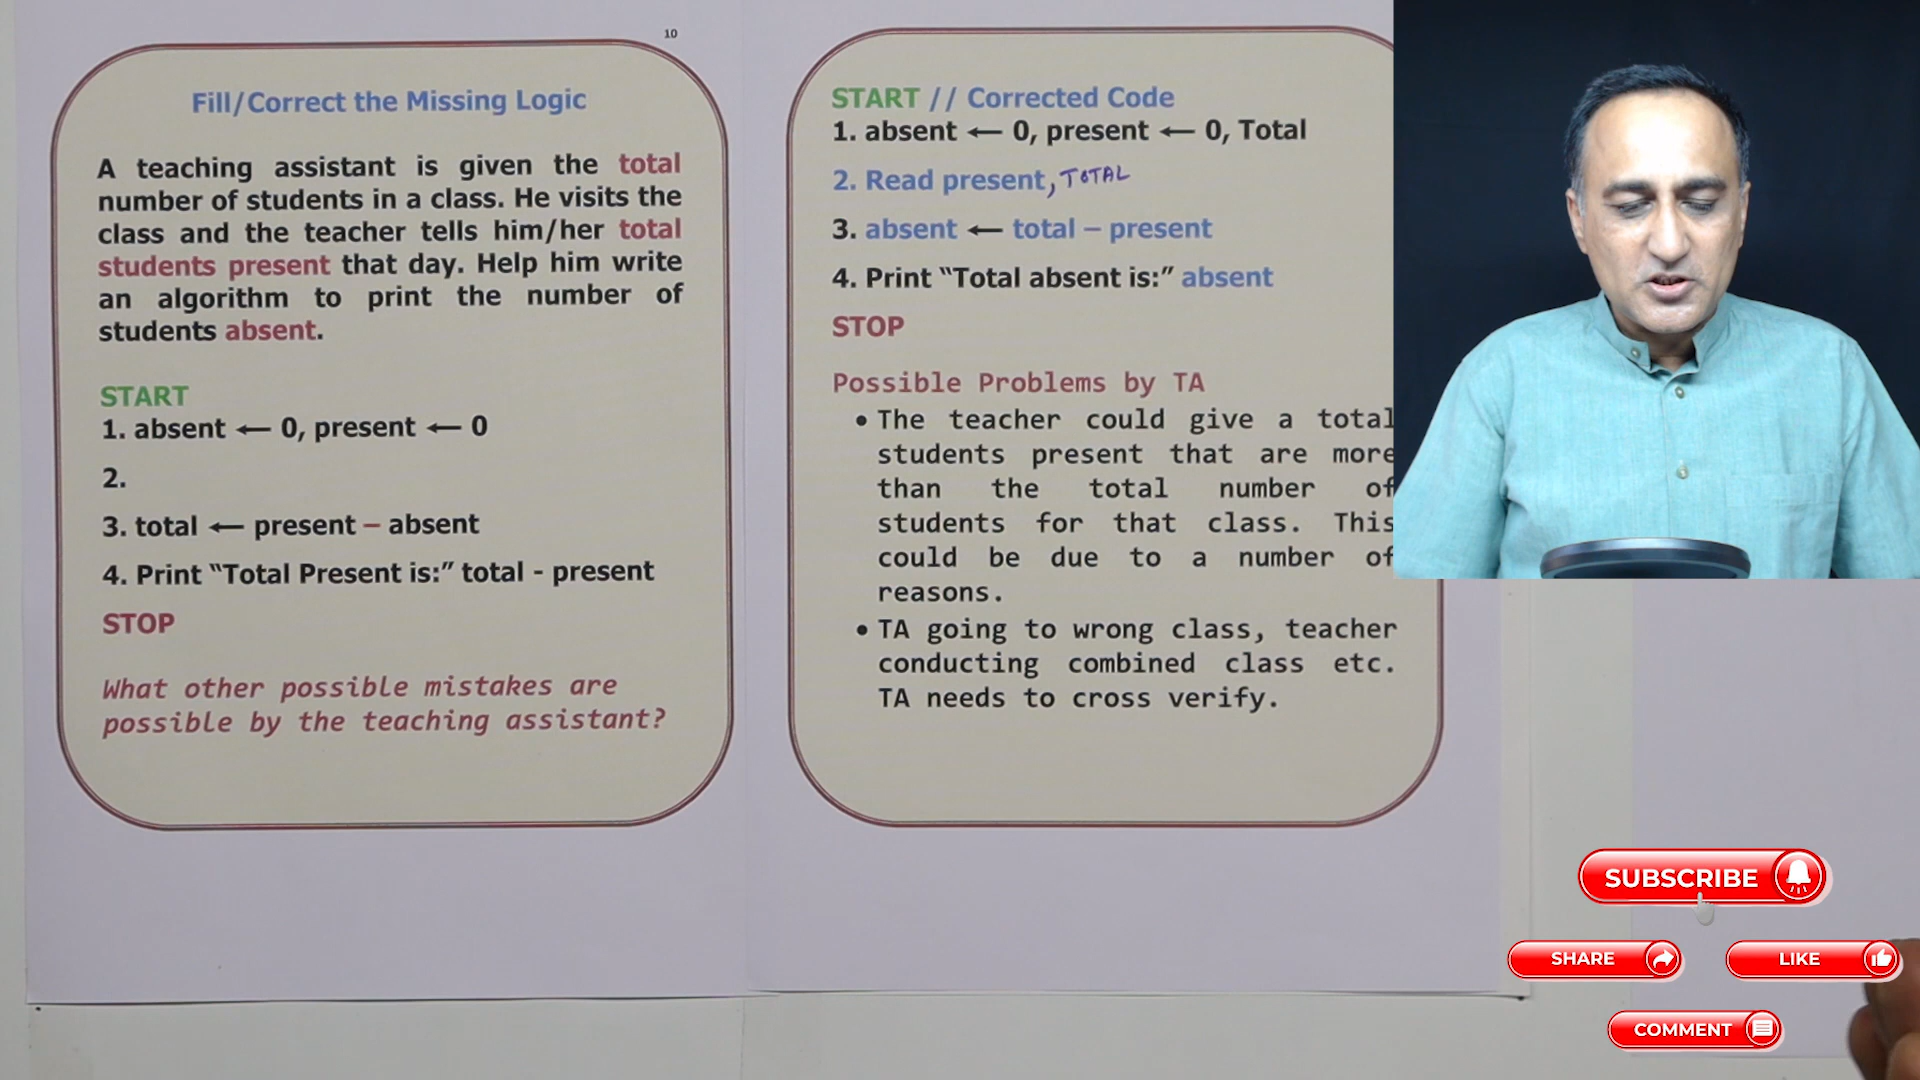 10
Fill/Correct the Missing Logic
A teaching assistant is given the total
number of students in a class. He visits the
class and the teacher tells him/her total
students present that day. Help him write
an algorithm to print the number of
students absent.
START
1. absent ← 0, present ← 0
2.
3. total ← present – absent
4. Print “Total Present is:” total - present
STOP
What other possible mistakes are
possible by the teaching assistant?
START // Corrected Code
1. absent ← 0, present ← 0, Total
2. Read present, TOTAL
3. absent ← total – present
4. Print “Total absent is:” absent
STOP
Possible Problems by TA
• The teacher could give a total
students present that are more
than the total number of
students for that class. This
could be due to a number of
reasons.
• TA going to wrong class, teacher
conducting combined class etc.
TA needs to cross verify.
SUBSCRIBE
SHARE
LIKE
COMMENT